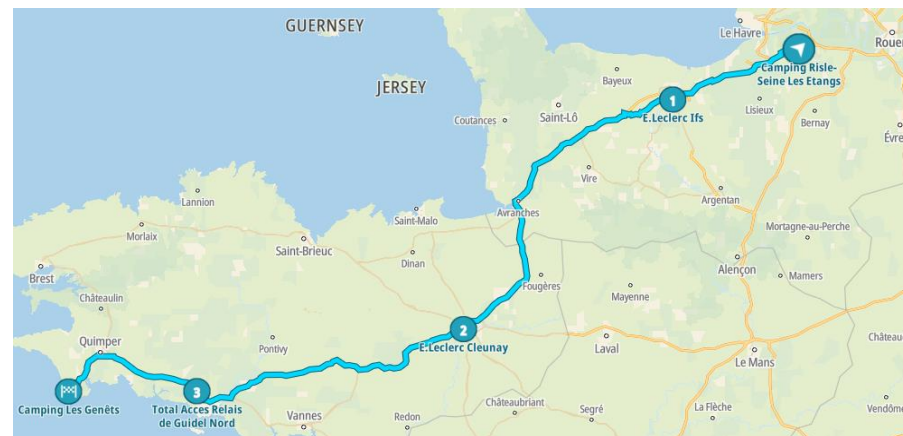 GUERNSEY
Le Havre
Rouen
Camping Risle-
Seine Les Etangs
JERSEY
Bayeux
1
E.Leclerc Ifs
Lisieux
Bernay
Coutances
Saint-Lô
Évre
Vire
Argentan
Lannion
Saint-Malo
Avranches
Mortagne-au-Perche
Morlaix
Saint-Brieuc
Dinan
Alençon
Mamers
Brest
Fougères
Mayenne
Châteaulin
2
E.Leclerc Cleunay
Laval
Château
Quimper
Pontivy
Le Mans
3
Camping Les Genêts
Total Acces Relais
de Guidel Nord
Vannes
Redon
Châteaubriant
Segré
La Flèche
Vendôme